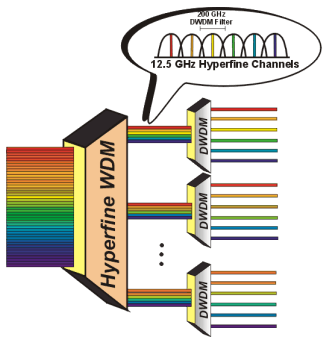 200 GHz
DWDM Filter
12.5 GHz Hyperfine Channels
Hyperfine WDM
DWDM
DWDM
DWDM